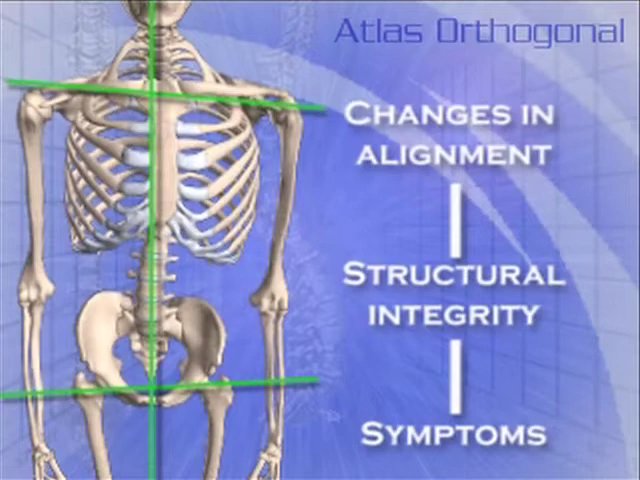 Atlas Orthogonal
CHANGES IN
ALIGNMENT
STRUCTURAL
INTEGRITY
SYMPTOMS